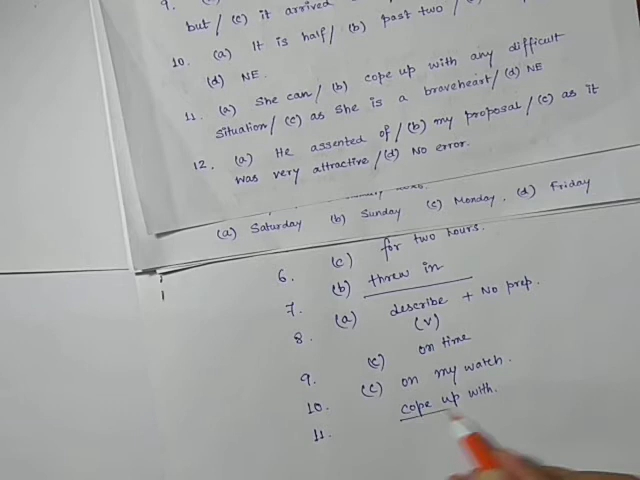 9.
but / (c) it arrived
10. (a) It is half / (b) past two /
(d) NE.
11. (a) She can / (b) cope up with any difficult
situation / (c) as she is a braveheart / (d) NE
12. (a) He assented of / (b) my proposal / (c) as it
was very attractive / (d) No error.
(a) Saturday (b) Sunday (c) Monday, (d) Friday
6. (c) for two hours.
7. (b) threw in
8. (a) describe + No prep.
(v)
9. (c) on time
10. (c) on my watch.
11. cope up with.